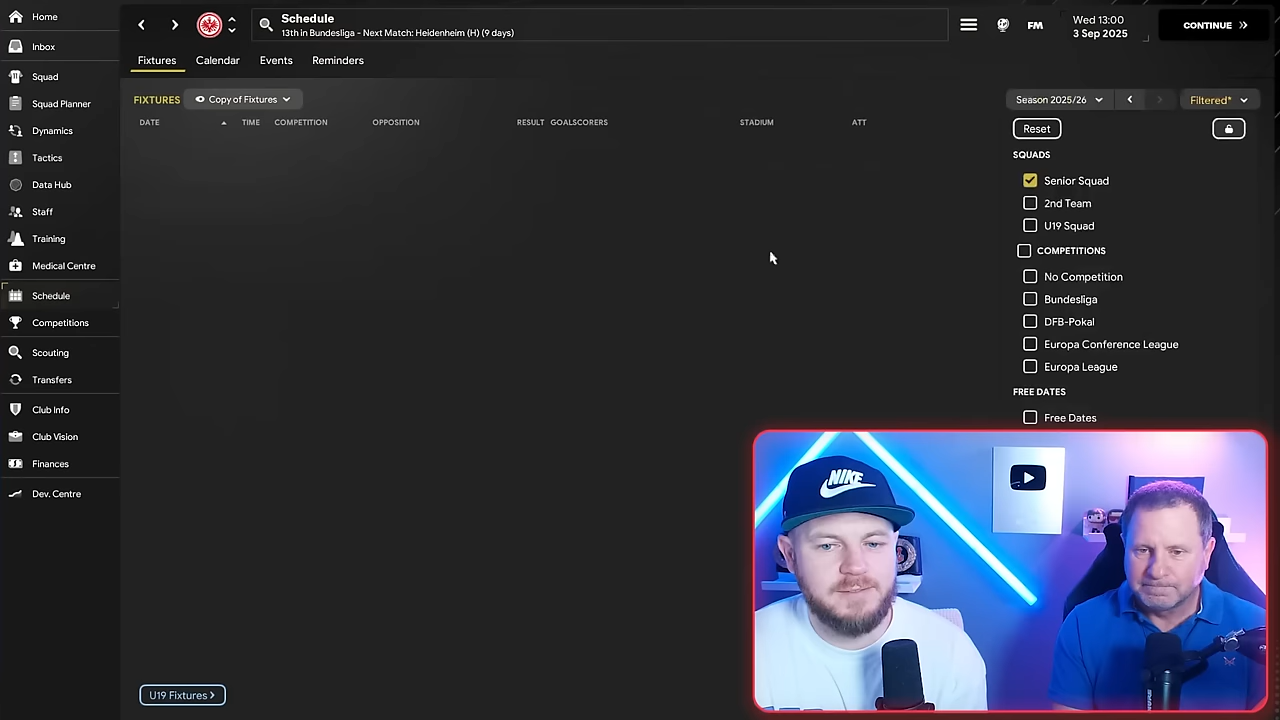 Home
Inbox
Squad
Squad Planner
Dynamics
Tactics
Data Hub
Staff
Training
Medical Centre
Schedule
Competitions
Scouting
Transfers
Club Info
Club Vision
Finances
Dev. Centre
Schedule
13th in Bundesliga - Next Match: Heidenheim (H) (9 days)
FM
Wed 13:00
3 Sep 2025
CONTINUE
Fixtures Calendar Events Reminders
FIXTURES Copy of Fixtures
Season 2025/26
Filtered*
DATE TIME COMPETITION OPPOSITION RESULT GOALSCORERS STADIUM ATT
Reset
SQUADS
Senior Squad
2nd Team
U19 Squad
COMPETITIONS
No Competition
Bundesliga
DFB-Pokal
Europa Conference League
Europa League
FREE DATES
Free Dates
U19 Fixtures
NIKE